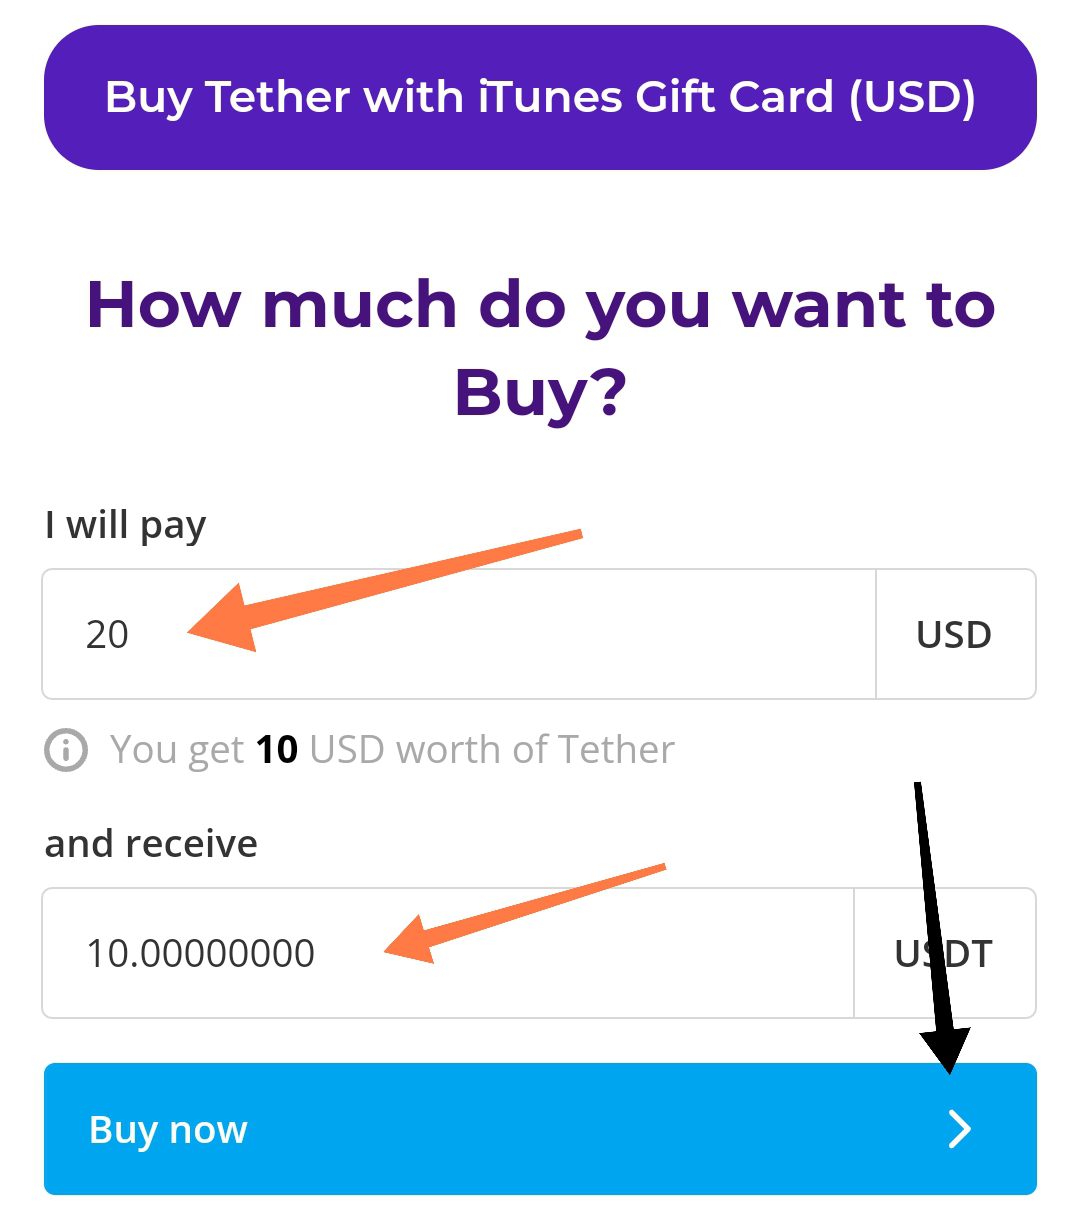 Buy Tether with iTunes Gift Card (USD)
How much do you want to
Buy?
I will pay
20 USD
You get 10 USD worth of Tether
and receive
10.00000000 USDT
Buy now